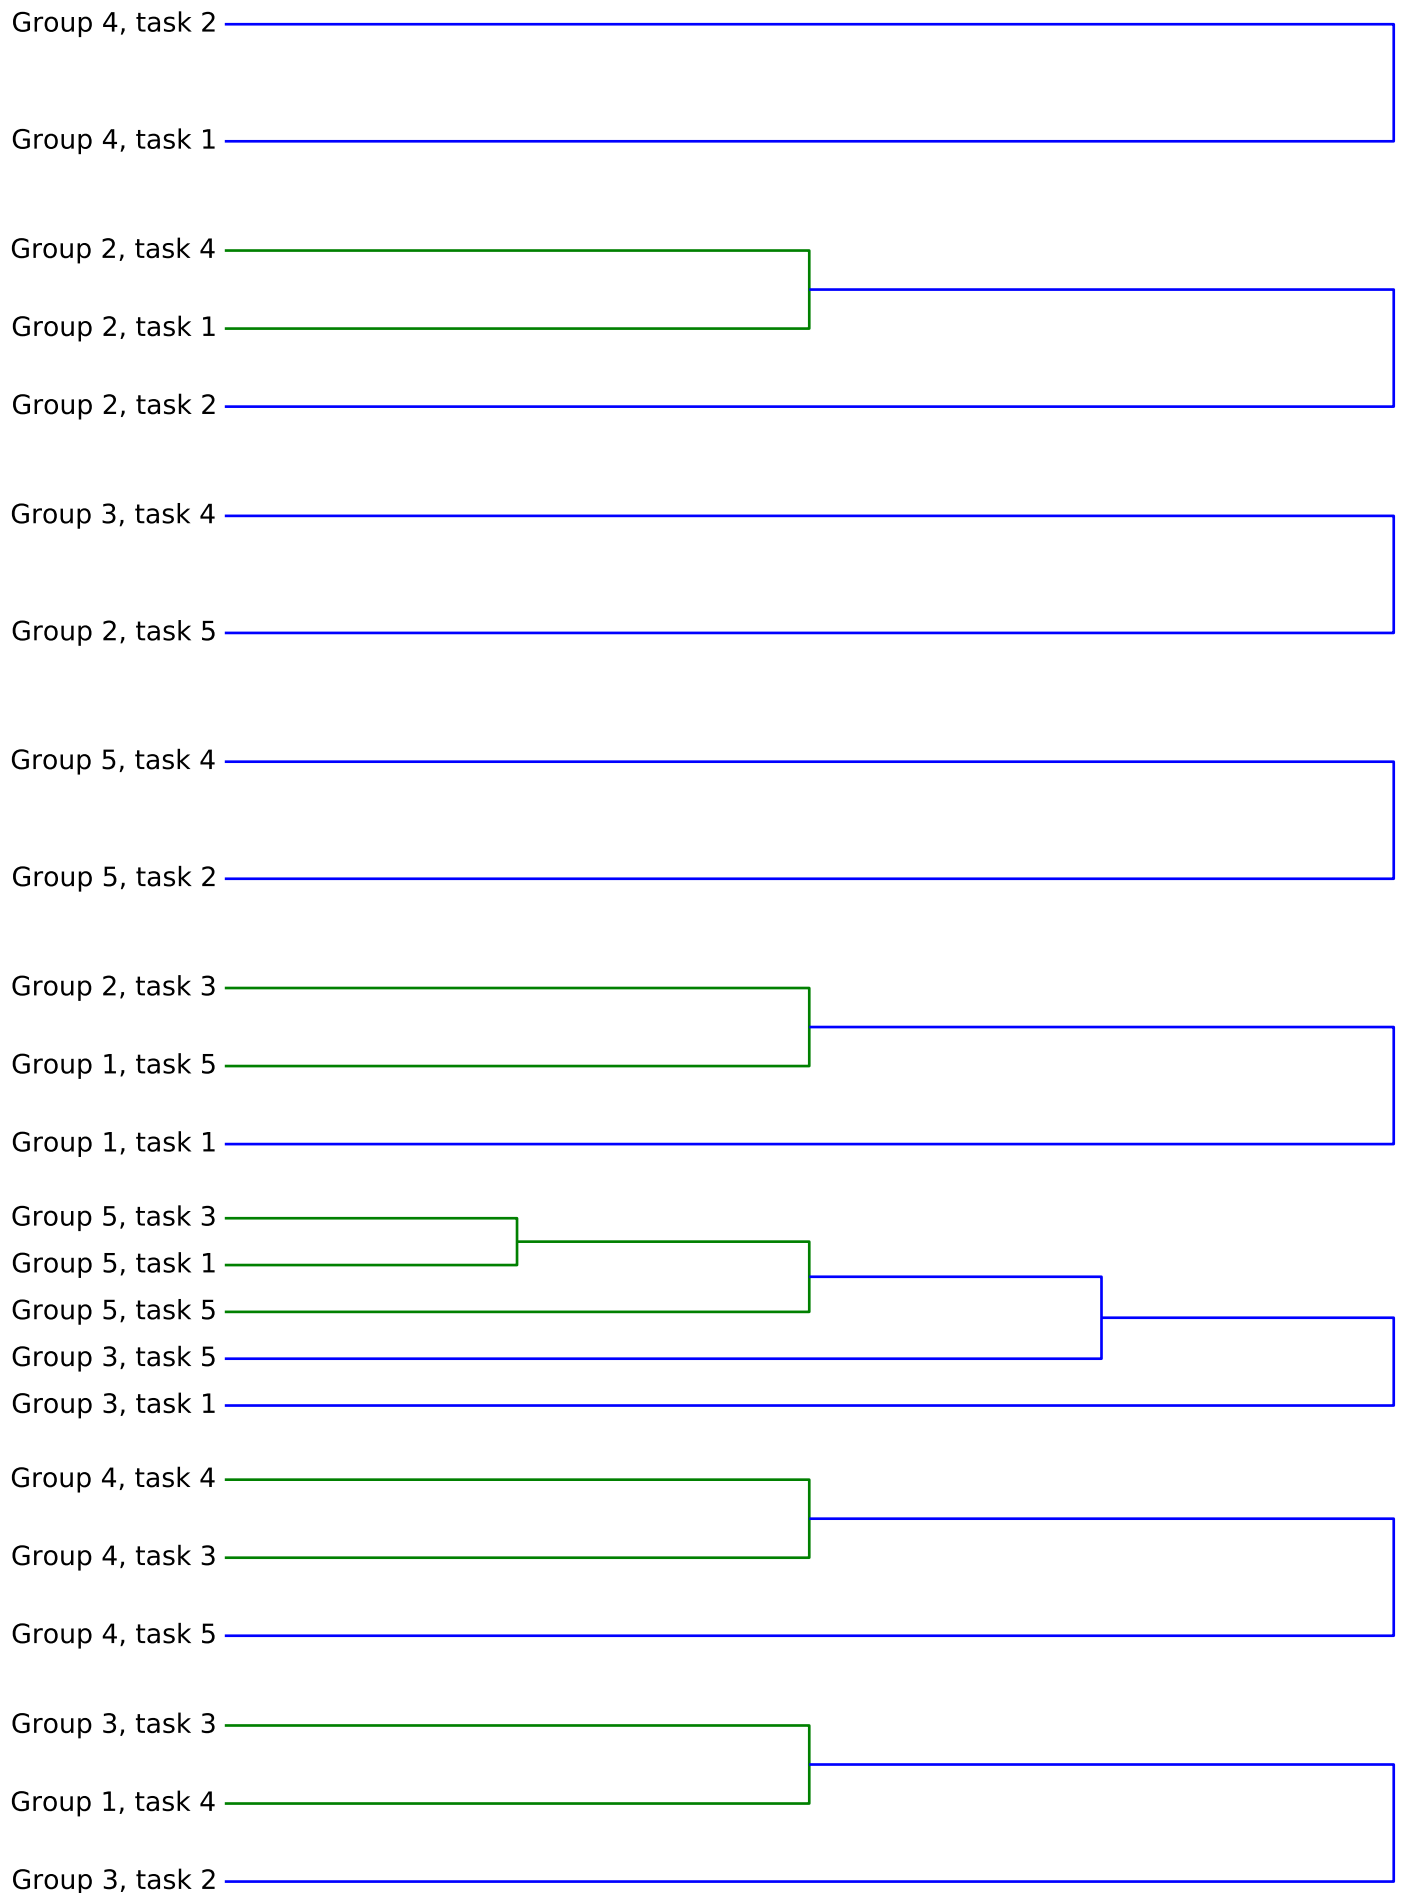 Group 4, task 2
Group 4, task 1
Group 2, task 4
Group 2, task 1
Group 2, task 2
Group 3, task 4
Group 2, task 5
Group 5, task 4
Group 5, task 2
Group 2, task 3
Group 1, task 5
Group 1, task 1
Group 5, task 3
Group 5, task 1
Group 5, task 5
Group 3, task 5
Group 3, task 1
Group 4, task 4
Group 4, task 3
Group 4, task 5
Group 3, task 3
Group 1, task 4
Group 3, task 2